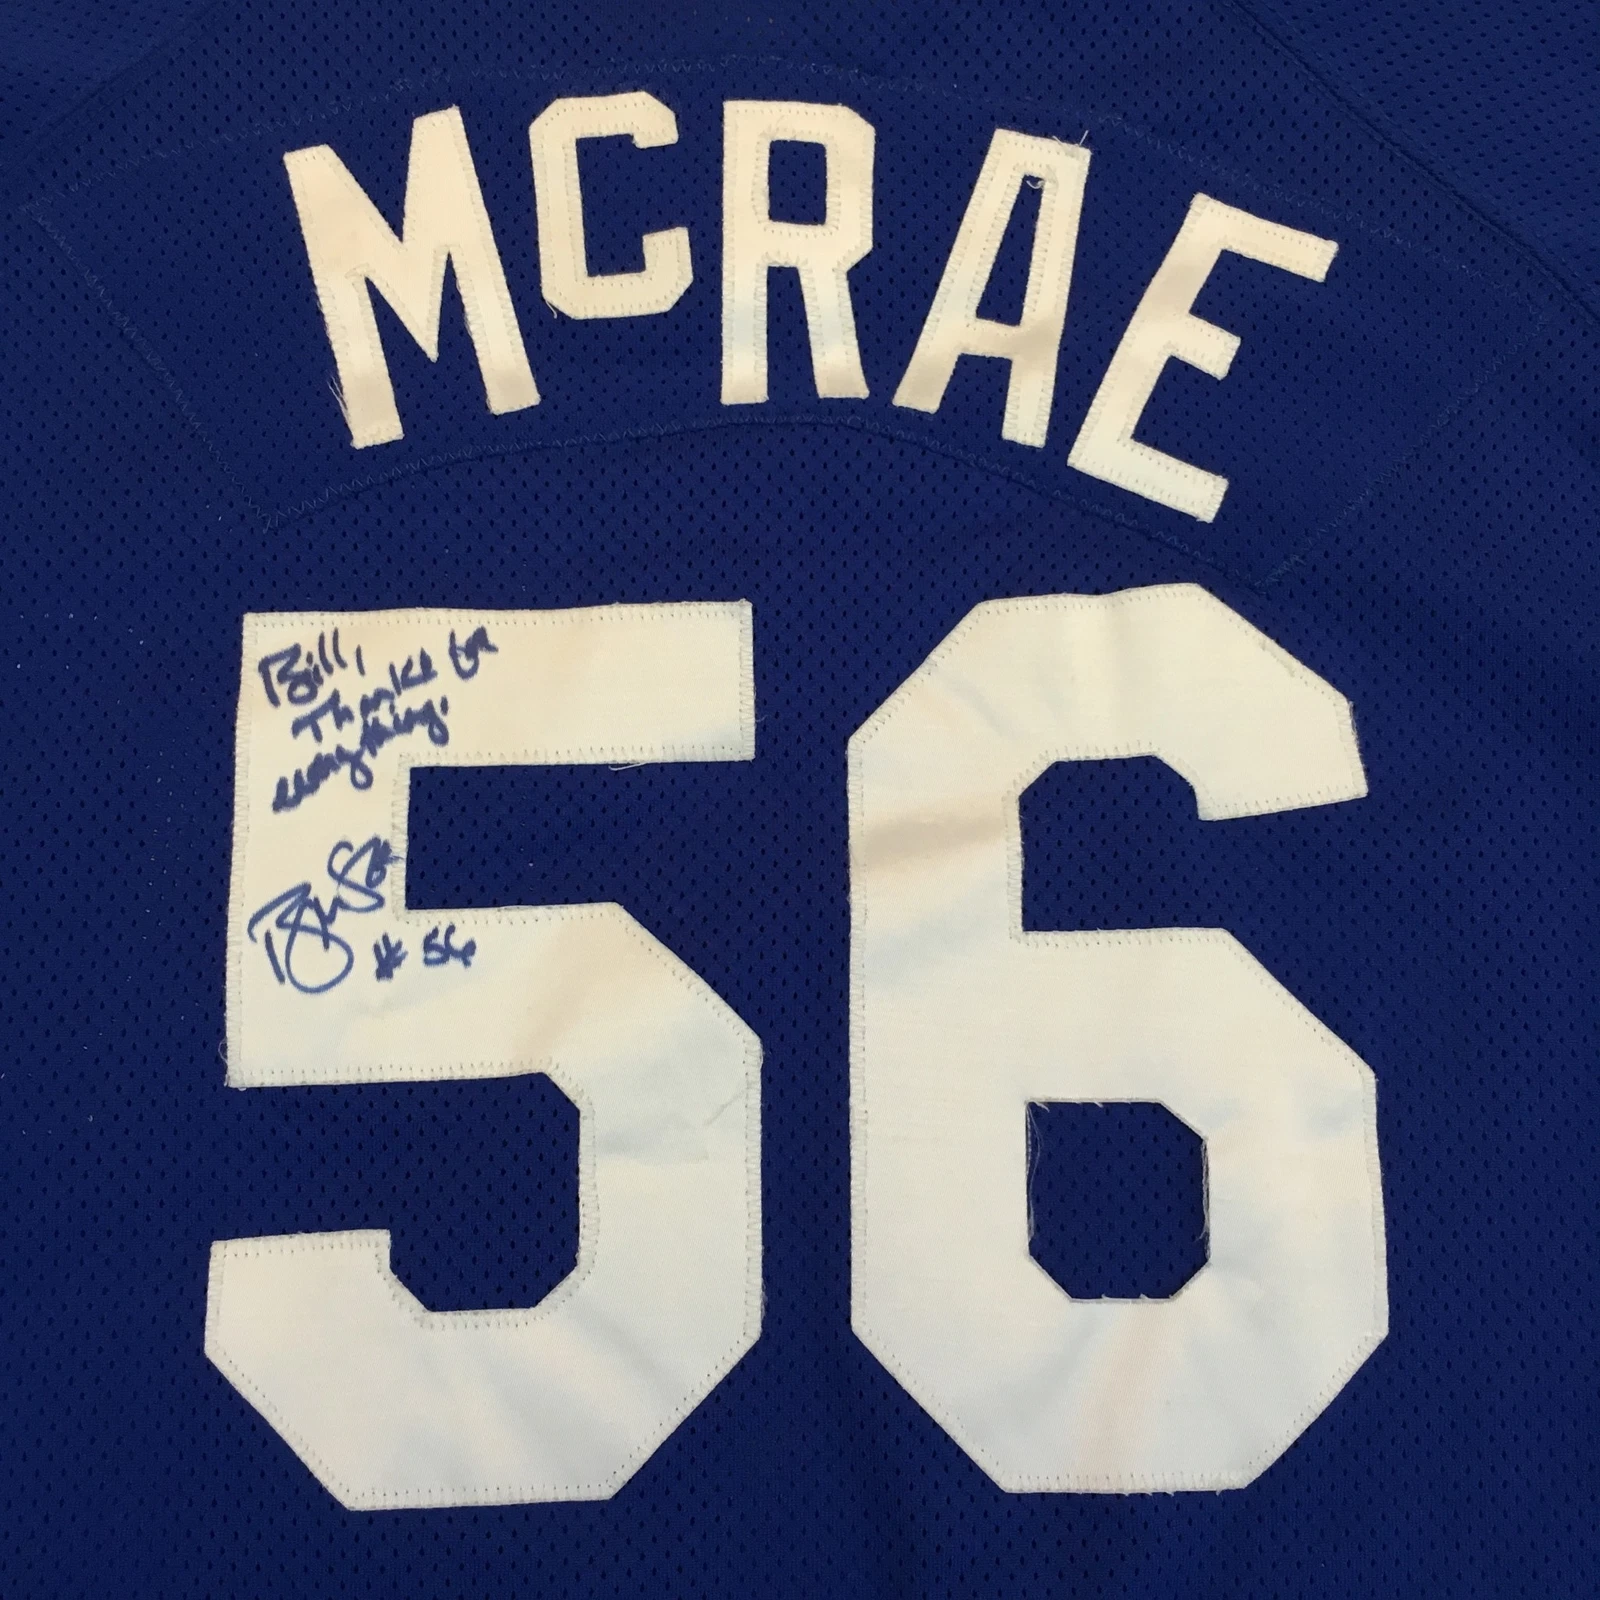 McRAE
56
Bill,
Thanks for
everything.
# 56